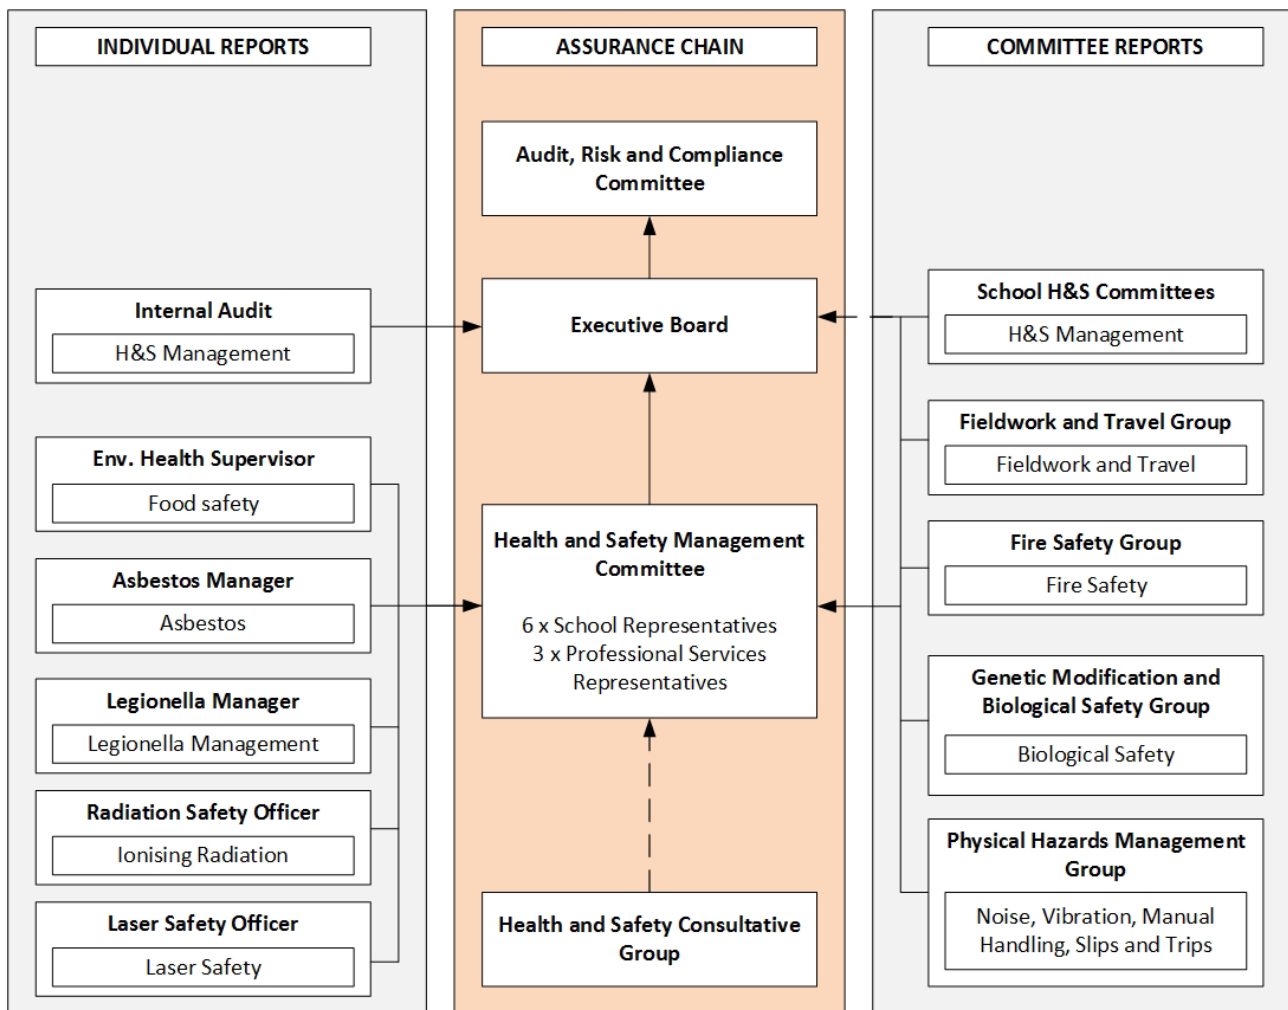 INDIVIDUAL REPORTS
Internal Audit
H&S Management
Env. Health Supervisor
Food safety
Asbestos Manager
Asbestos
Legionella Manager
Legionella Management
Radiation Safety Officer
Ionising Radiation
Laser Safety Officer
Laser Safety
ASSURANCE CHAIN
Audit, Risk and Compliance
Committee
Executive Board
Health and Safety Management
Committee
6 x School Representatives
3 x Professional Services
Representatives
Health and Safety Consultative
Group
COMMITTEE REPORTS
School H&S Committees
H&S Management
Fieldwork and Travel Group
Fieldwork and Travel
Fire Safety Group
Fire Safety
Genetic Modification and
Biological Safety Group
Biological Safety
Physical Hazards Management
Group
Noise, Vibration, Manual
Handling, Slips and Trips